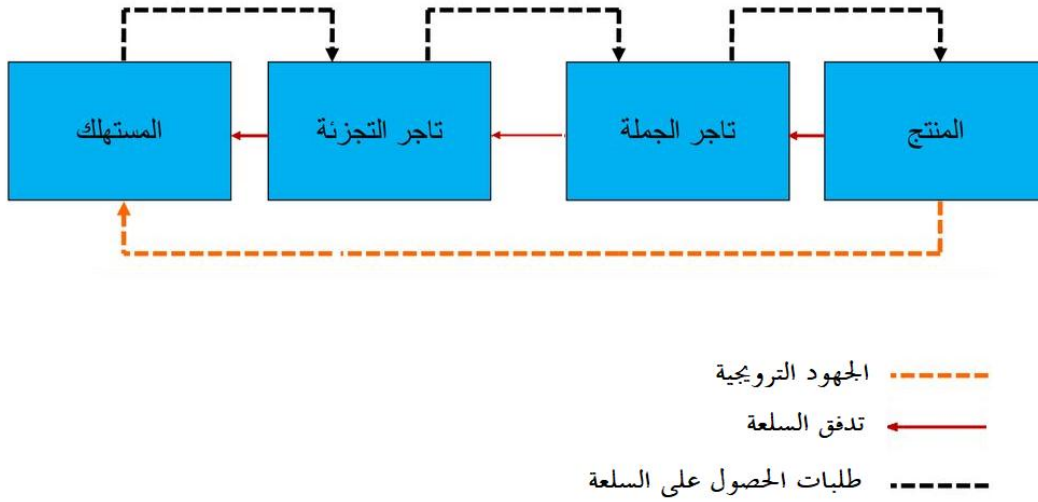 المنتج
تاجر الجملة
تاجر التجزئة
المستهلك
الجهود الترويجية
تدفق السلعة
طلبات الحصول على السلعة